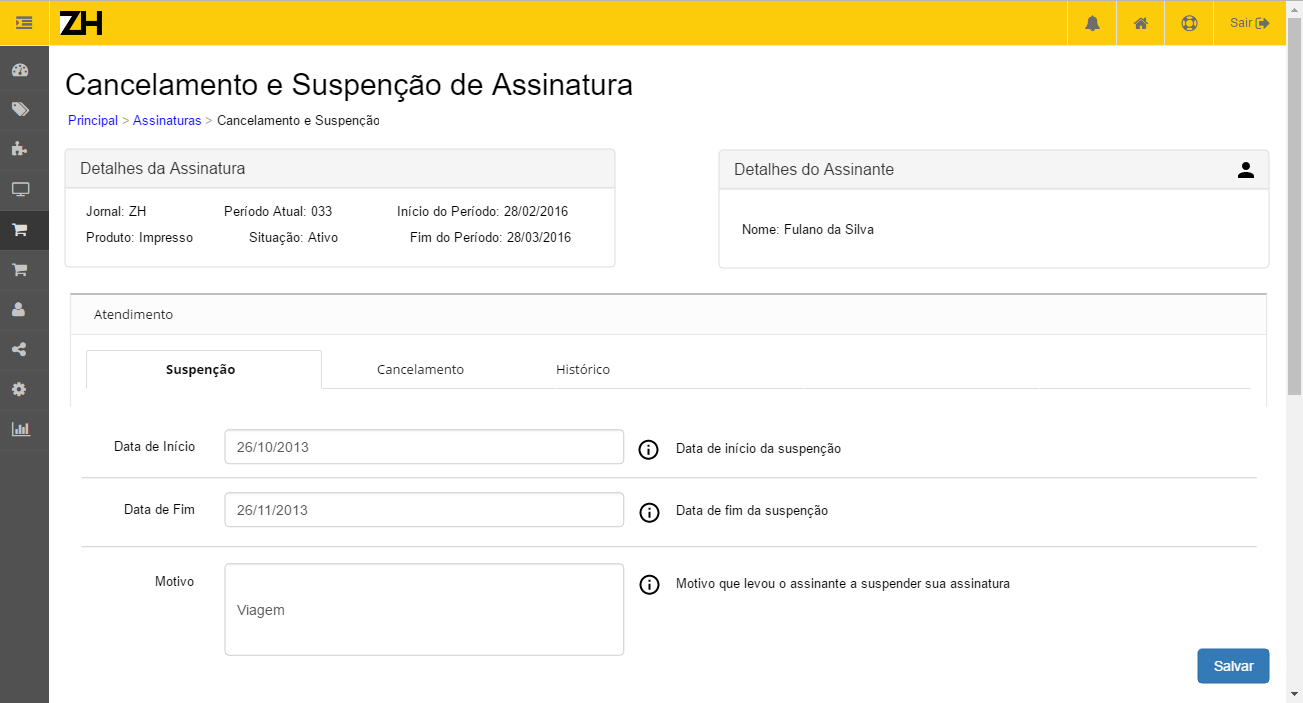 ZH
Sair
Cancelamento e Suspenção de Assinatura
Principal > Assinaturas > Cancelamento e Suspenção
Detalhes da Assinatura
Jornal: ZH Período Atual: 033 Início do Período: 28/02/2016
Produto: Impresso Situação: Ativo Fim do Período: 28/03/2016
Detalhes do Assinante
Nome: Fulano da Silva
Atendimento
Suspenção Cancelamento Histórico
Data de Início 26/10/2013 Data de início da suspenção
Data de Fim 26/11/2013 Data de fim da suspenção
Motivo Viagem Motivo que levou o assinante a suspender sua assinatura
Salvar